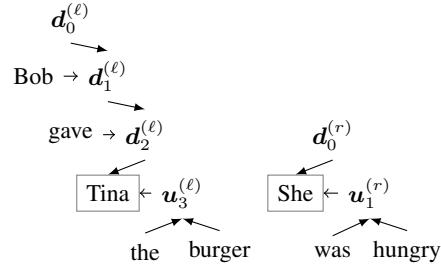 d_0^(ℓ)
Bob → d_1^(ℓ)
gave → d_2^(ℓ) d_0^(r)
Tina ← u_3^(ℓ) She ← u_1^(r)
the burger was hungry